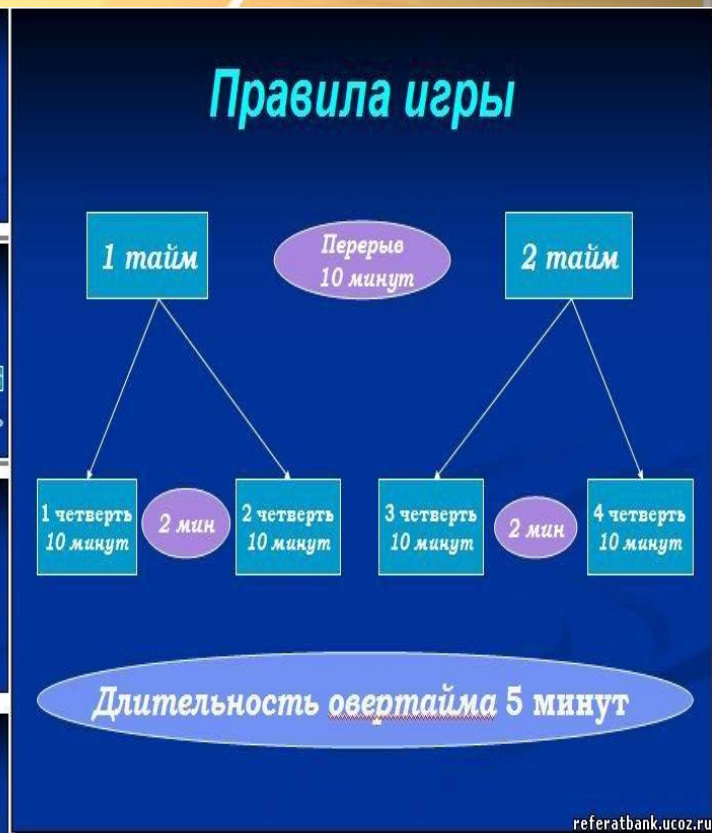 Правила игры
1 тайм
Перерыв
10 минут
2 тайм
1 четверть
10 минут
2 мин
2 четверть
10 минут
3 четверть
10 минут
2 мин
4 четверть
10 минут
Длительность овертайма 5 минут
referatbank.ucoz.ru